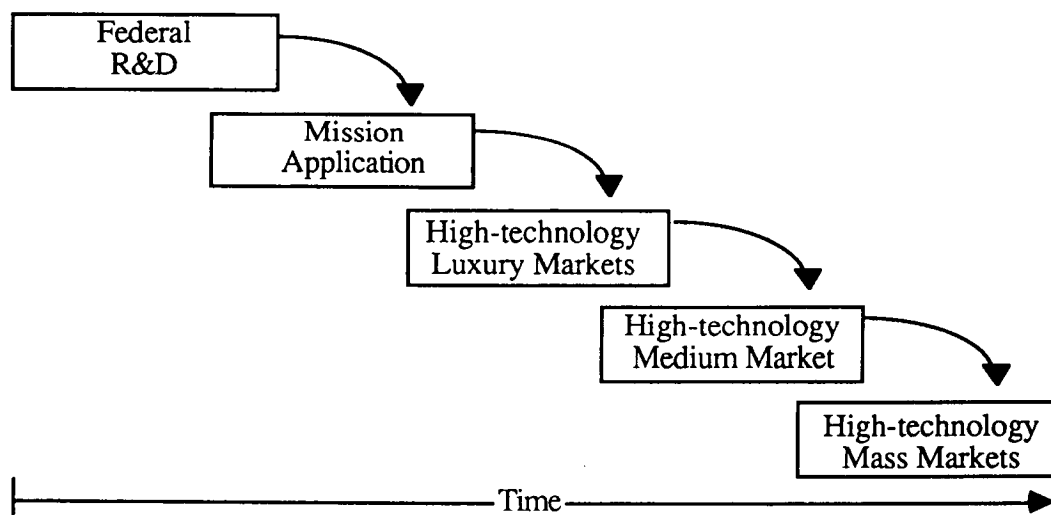 Federal
R&D
Mission
Application
High-technology
Luxury Markets
High-technology
Medium Market
High-technology
Mass Markets
Time